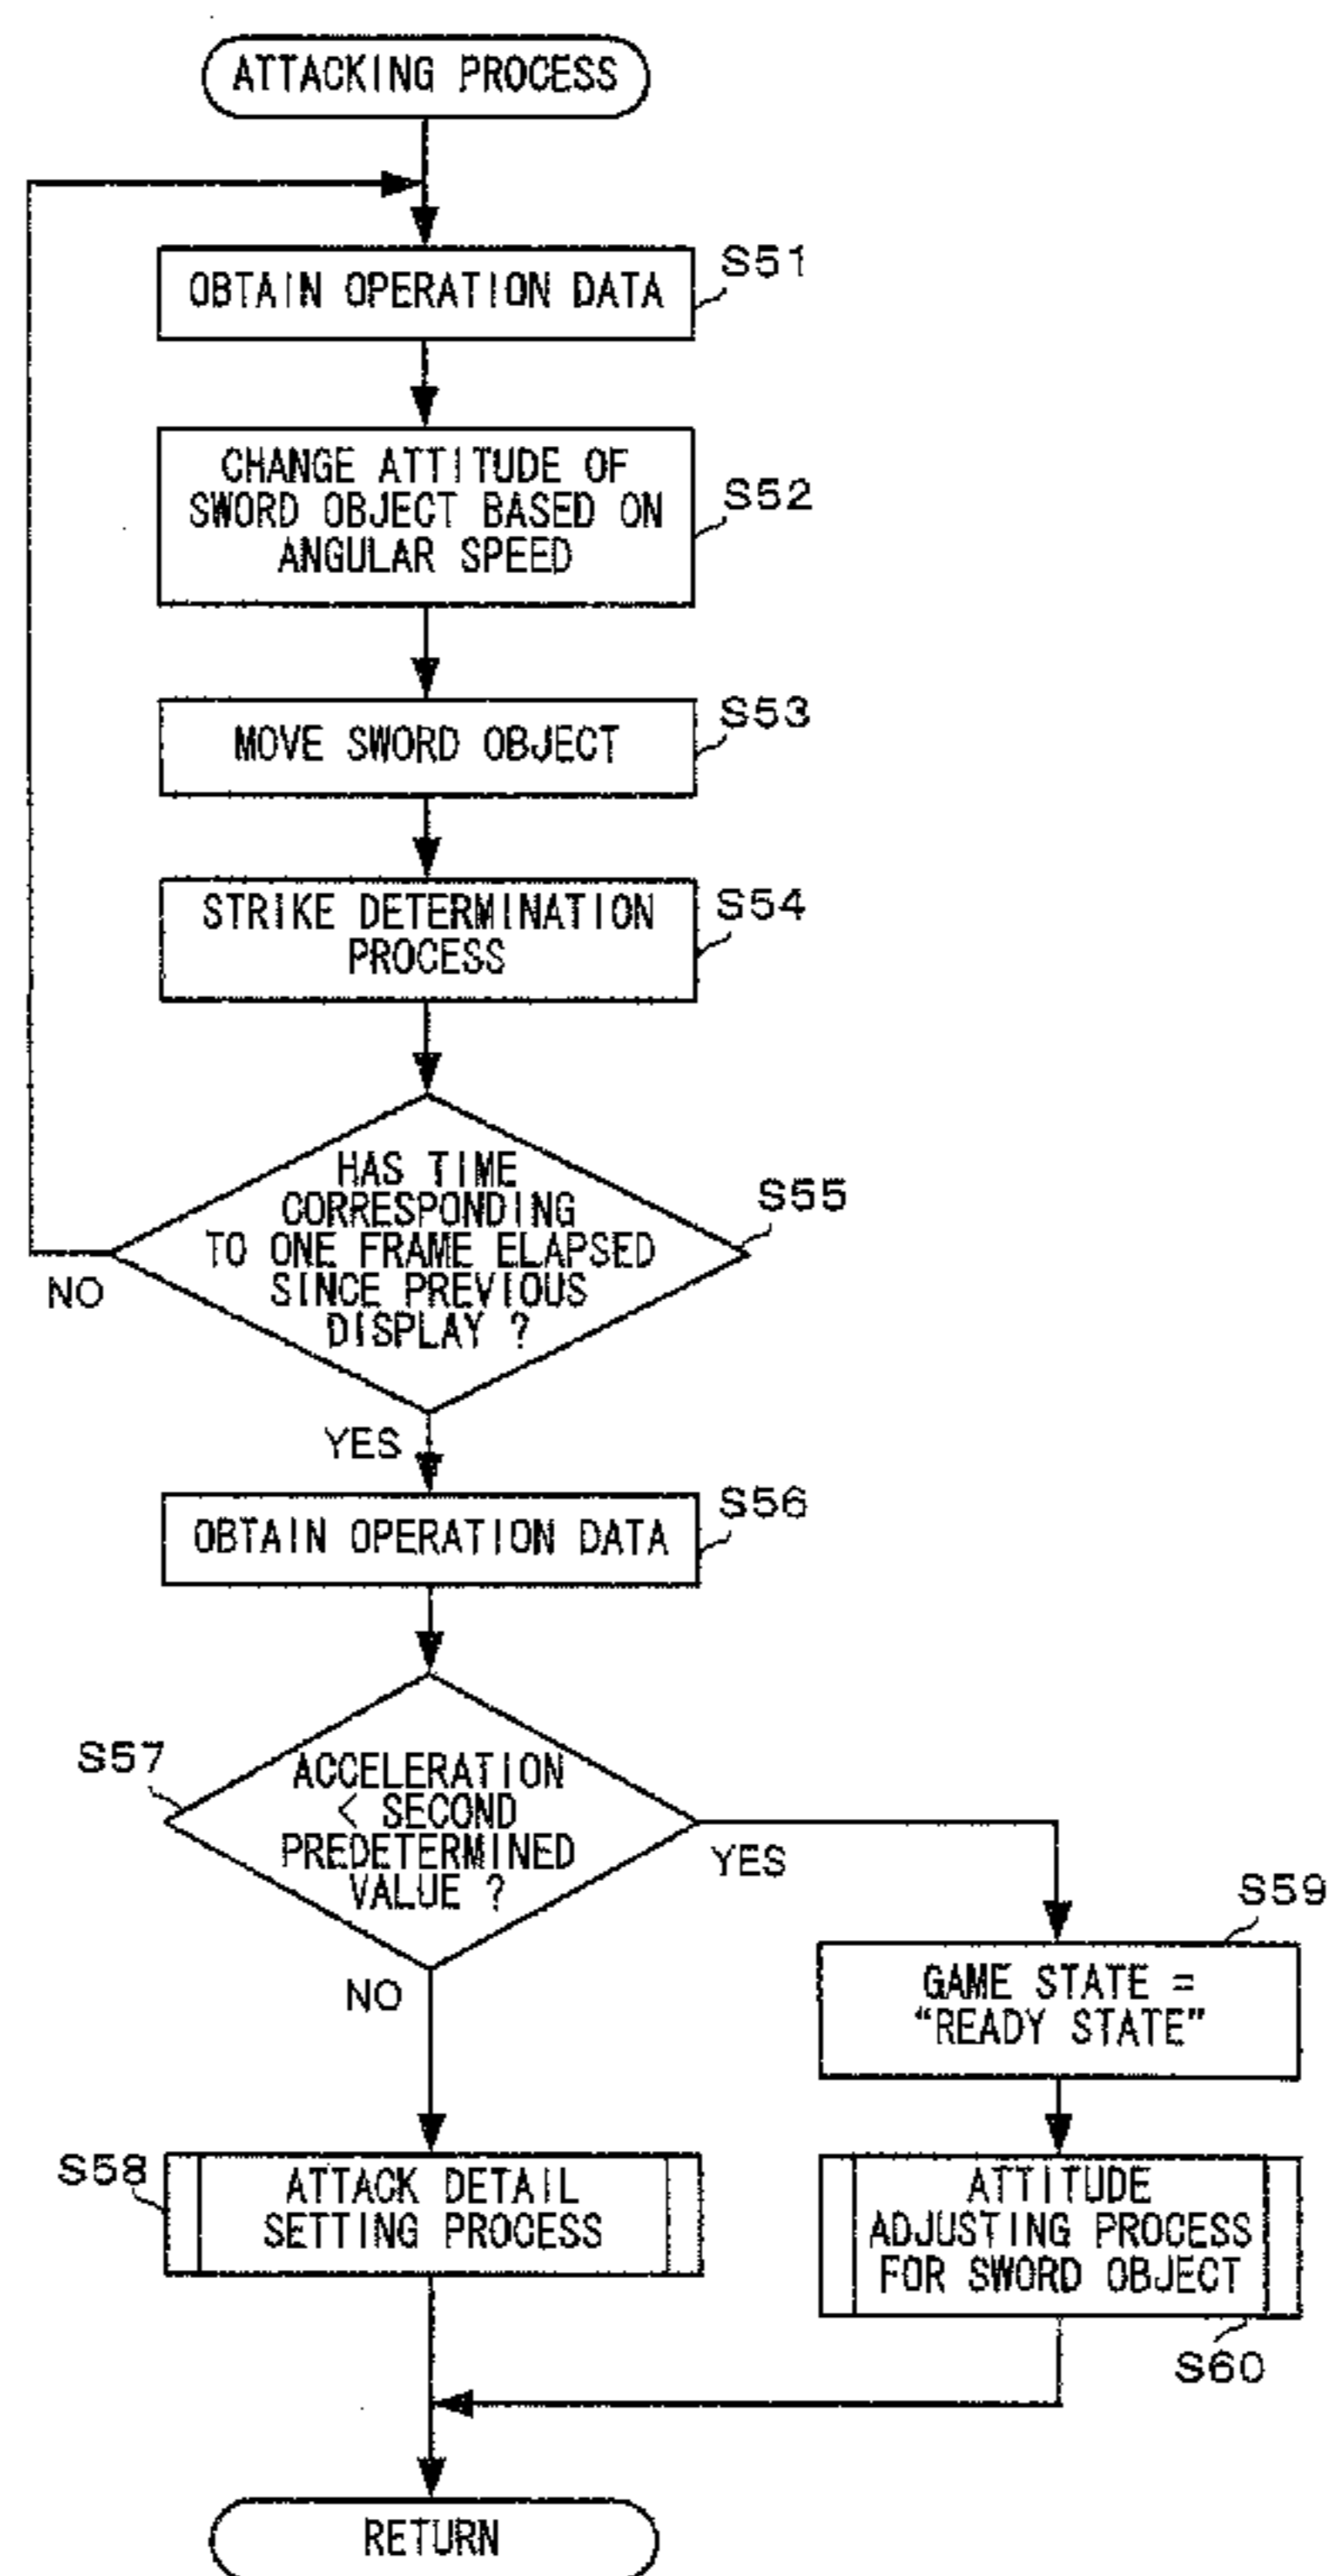 ATTACKING PROCESS
OBTAIN OPERATION DATA
S51
CHANGE ATTITUDE OF
SWORD OBJECT BASED ON
ANGULAR SPEED
S52
MOVE SWORD OBJECT
S53
STRIKE DETERMINATION
PROCESS
S54
HAS TIME
CORRESPONDING
TO ONE FRAME ELAPSED
SINCE PREVIOUS
DISPLAY ?
S55
NO
YES
OBTAIN OPERATION DATA
S56
S57
ACCELERATION
< SECOND
PREDETERMINED
VALUE ?
YES
NO
S59
GAME STATE =
“READY STATE”
S58
ATTACK DETAIL
SETTING PROCESS
ATTITUDE
ADJUSTING PROCESS
FOR SWORD OBJECT
S60
RETURN